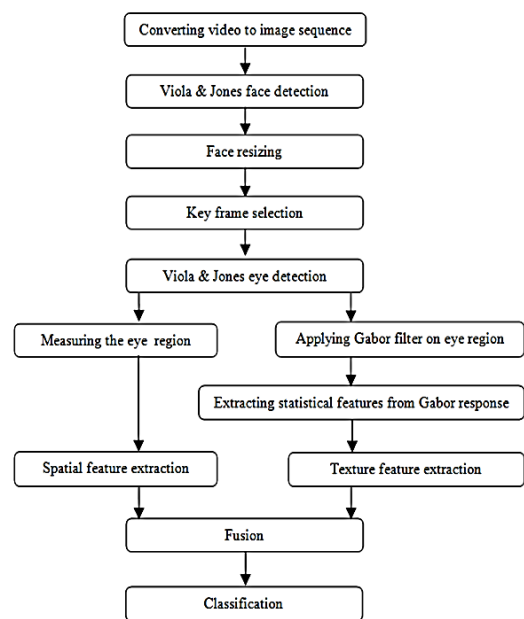 Converting video to image sequence
Viola & Jones face detection
Face resizing
Key frame selection
Viola & Jones eye detection
Measuring the eye region
Applying Gabor filter on eye region
Extracting statistical features from Gabor response
Spatial feature extraction
Texture feature extraction
Fusion
Classification